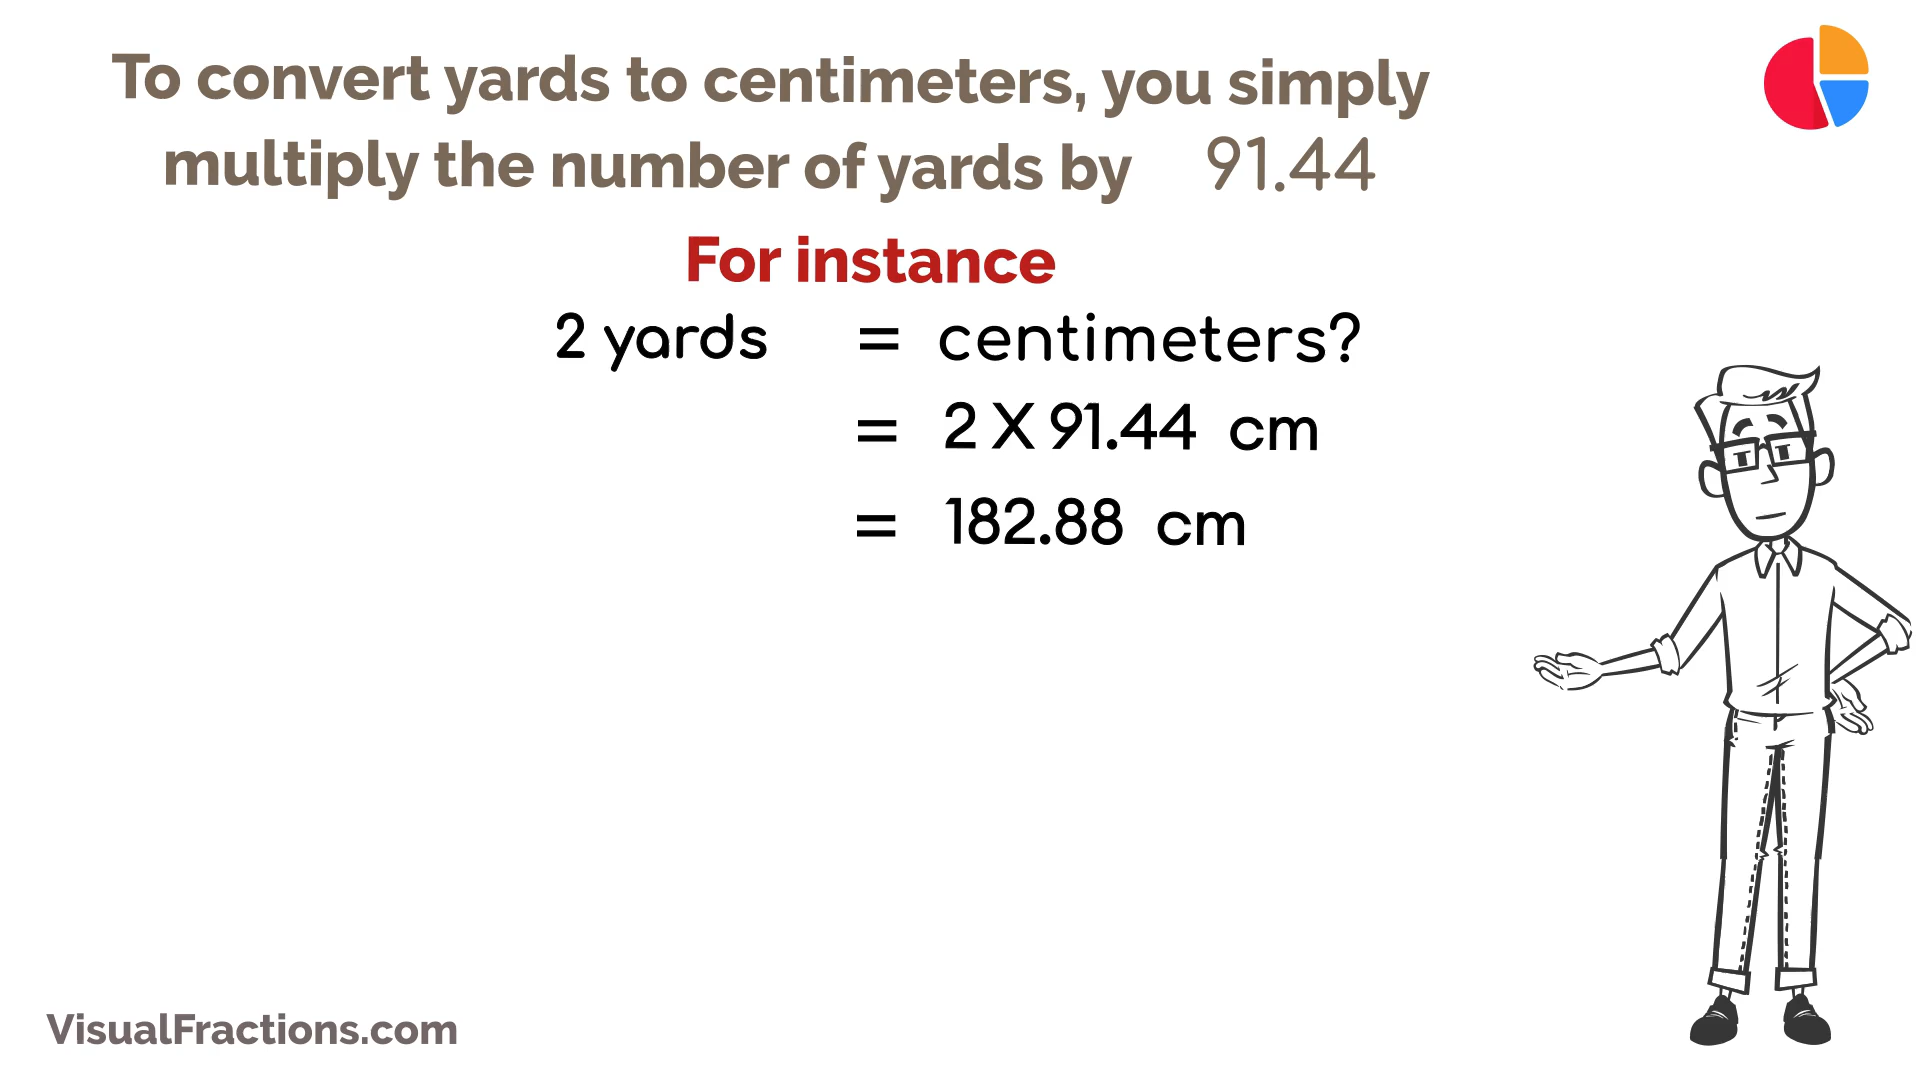 To convert yards to centimeters, you simply
multiply the number of yards by 91.44
For instance
2 yards = centimeters?
= 2 X 91.44 cm
= 182.88 cm
VisualFractions.com